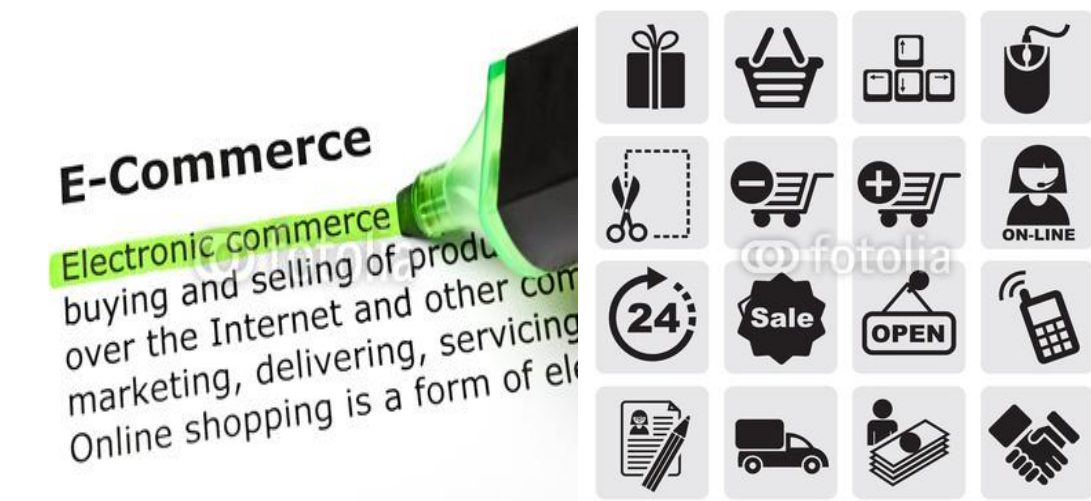 E-Commerce
Electronic commerce
buying and selling of produ
over the Internet and other com
marketing, delivering, servicing
Online shopping is a form of ele
fotolia
ON-LINE
fotolia
24
Sale
OPEN